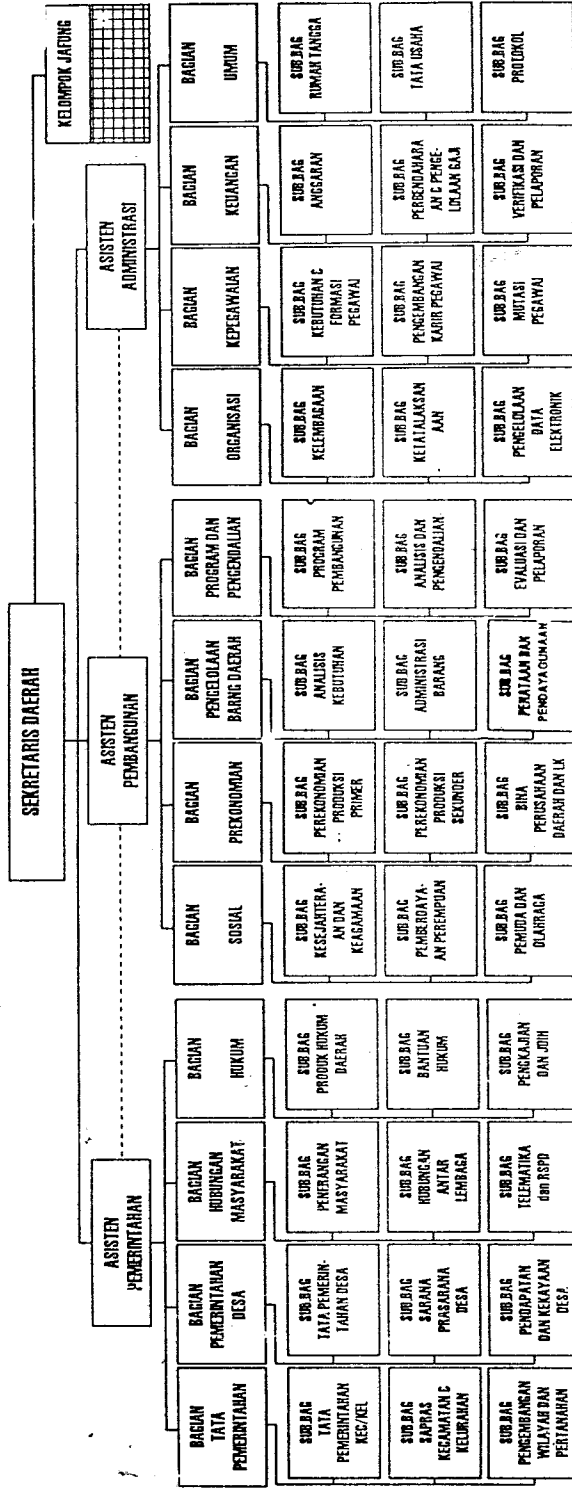 SEKRETARIS DAERAH
KELOMPOK JAFUNG
ASISTEN
PEMERINTAHAN
ASISTEN
PEMBANGUNAN
ASISTEN
ADMINISTRASI
BAGIAN
TATA
PEMERINTAHAN
BAGIAN
PEMERINTAHAN
DESA
BAGIAN
HUBUNGAN
MASYARAKAT
BAGIAN
HUKUM
BAGIAN
SOSIAL
BAGIAN
PREKONOMIAN
BAGIAN
PENGELOLAAN
BARNG DAERAH
BAGIAN
PROGRAM DAN
PENGENDALIAN
BAGIAN
ORGANISASI
BAGIAN
KEPEGAWAIAN
BAGIAN
KEUANGAN
BAGIAN
UMUM
SUB.BAG
TATA
PEMERINTAHAN
KEC/KEL
SUB.BAG
TATA PEMERIN-
TAHAN DESA
SUB.BAG
PENERANGAN
MASYARAKAT
SUB.BAG
PRODUK HUKUM
DAERAH
SUB.BAG
KESEJAHTERA-
AN DAN
KEAGAMAAN
SUB.BAG
PEREKONOMIAN
PRODUKSI
PRIMER
SUB.BAG
ANALISIS
KEBUTUHAN
SUB.BAG
PROGRAM
PEMBANGUNAN
SUB.BAG
KELEMBAGAAN
SUB.BAG
KEBUTUHAN C
FORMASI
PEGAWAI
SUB.BAG
ANGGARAN
SUB.BAG
RUMAH TANGGA
SUB.BAG
SAPRAS
KECAMATAN C
KELURAHAN
SUB.BAG
SARANA
PRASARANA
DESA
SUB.BAG
HUBUNGAN
ANTAR
LEMBAGA
SUB.BAG
BANTUAN
HUKUM
SUB.BAG
PEMBERDAYA-
AN PEREMPUAN
SUB.BAG
PEREKONOMIAN
PRODUKSI
SEKUNDER
SUB.BAG
ADMINISTRASI
BARANG
SUB.BAG
ANALISIS DAN
PENGENDALIAN
SUB.BAG
KETATALAKSAN
AAN
SUB.BAG
PENGEMBANGAN
KARIR PEGAWAI
SUB.BAG
PERBENDAHARA
AN C PENGE-
LOLAAN GAJI
SUB.BAG
TATA USAHA
SUB.BAG
PENGEMBANGAN
WILAYAH DAN
PERTANAHAN
SUB.BAG
PENDAPATAN
DAN KEKAYAAN
DESA
SUB.BAG
TELEMATIKA
dan RSPD
SUB.BAG
PENGKAJIAN
DAN JDIH
SUB.BAG
PEMUDA DAN
OLAHRAGA
SUB.BAG
BINA
PERUSAHAAN
DAERAH DAN LK
SUB.BAG
PENATAAN DAN
PENDAYAGUNAAN
SUB.BAG
EVALUASI DAN
PELAPORAN
SUB.BAG
PENGELOLAAN
DATA
ELEKTRONIK
SUB.BAG
MUTASI
PEGAWAI
SUB.BAG
VERIFIKASI DAN
PELAPORAN
SUB.BAG
PROTOKOL